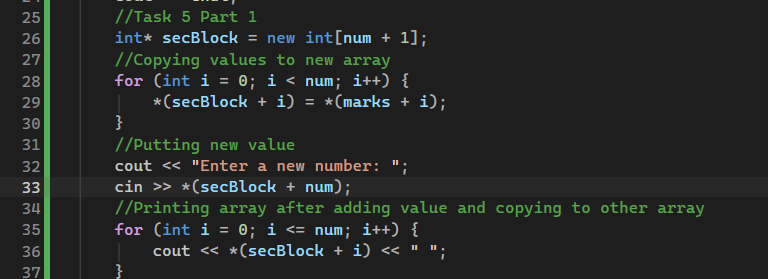 25 //Task 5 Part 1
26 int* secBlock = new int[num + 1];
27 //Copying values to new array
28 for (int i = 0; i < num; i++) {
29 *(secBlock + i) = *(marks + i);
30 }
31 //Putting new value
32 cout << "Enter a new number: ";
33 cin >> *(secBlock + num);
34 //Printing array after adding value and copying to other array
35 for (int i = 0; i <= num; i++) {
36 cout << *(secBlock + i) << " ";
37 }